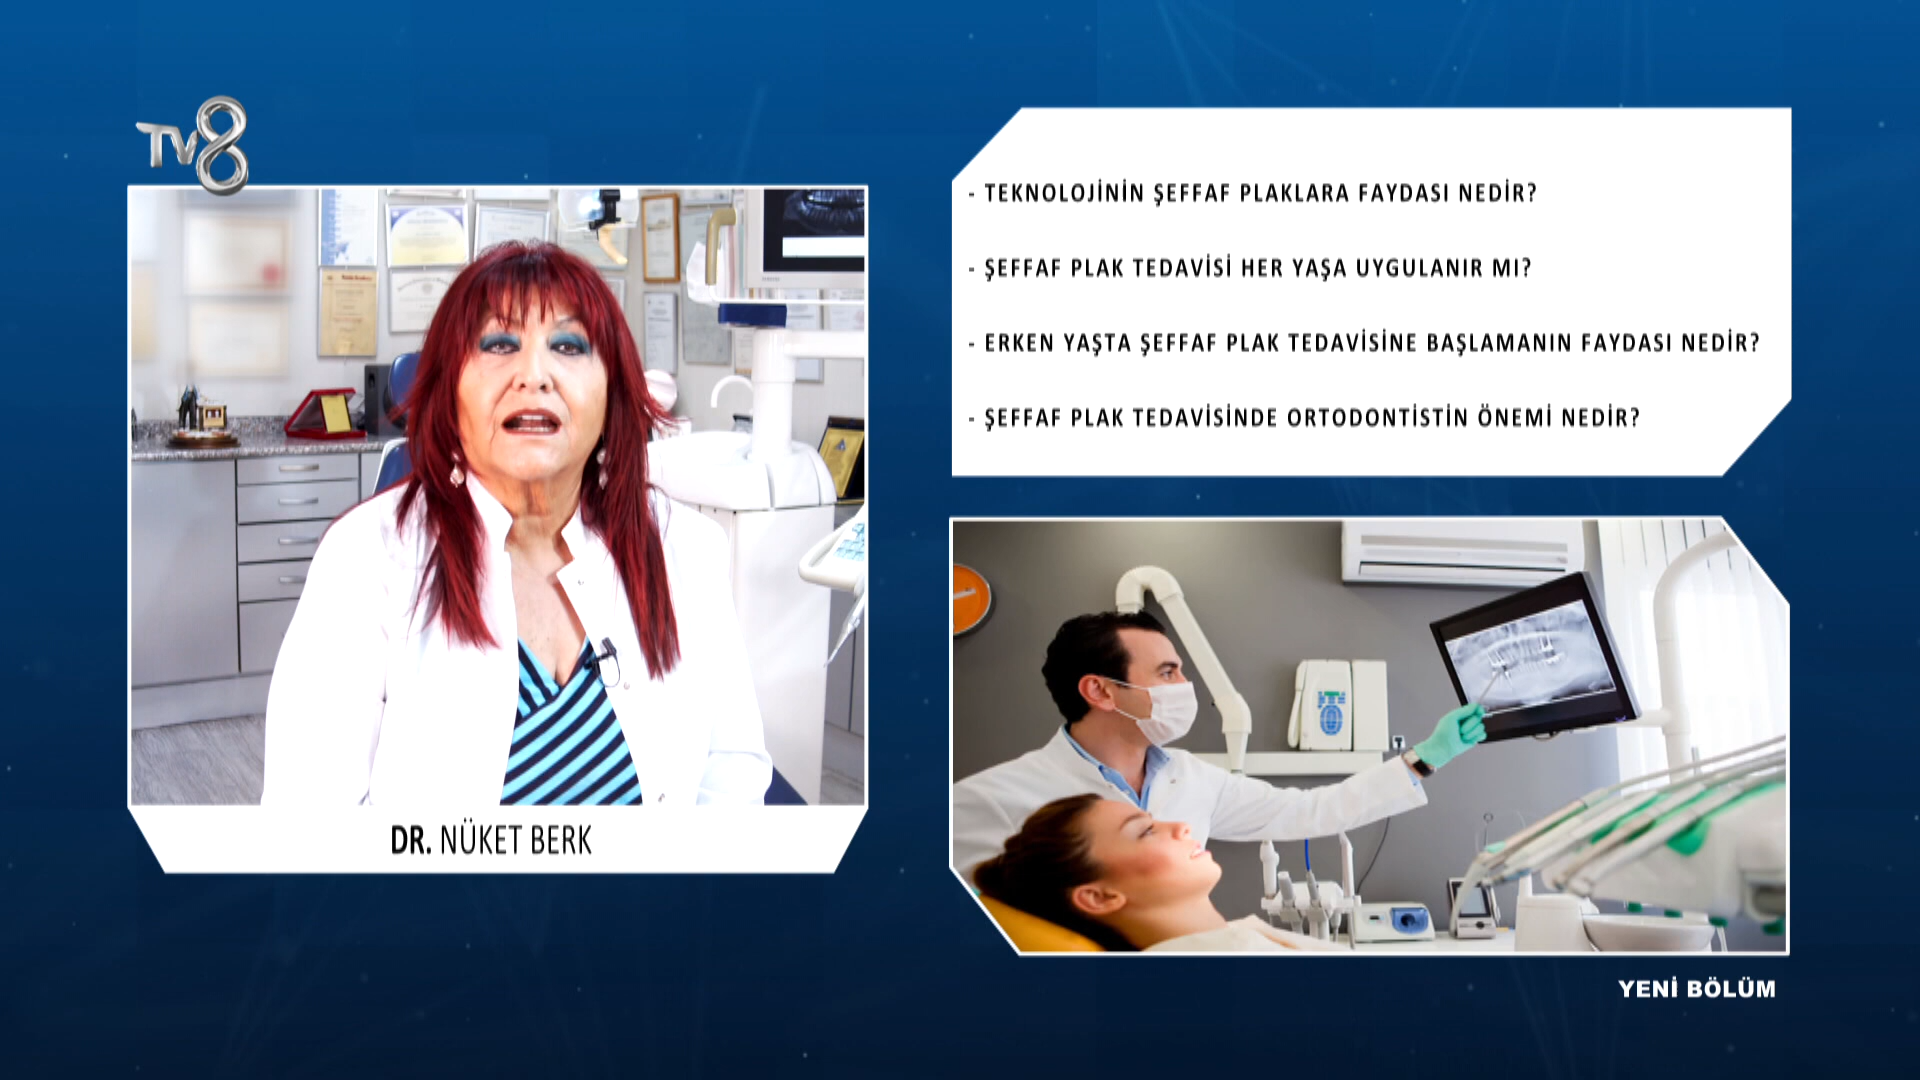 TV8
- TEKNOLOJİNİN ŞEFFAF PLAKLARA FAYDASI NEDİR?
- ŞEFFAF PLAK TEDAVİSİ HER YAŞA UYGULANIR MI?
- ERKEN YAŞTA ŞEFFAF PLAK TEDAVİSİNE BAŞLAMANIN FAYDASI NEDİR?
- ŞEFFAF PLAK TEDAVİSİNDE ORTODONTİSTİN ÖNEMİ NEDİR?
DR. NÜKET BERK
YENİ BÖLÜM